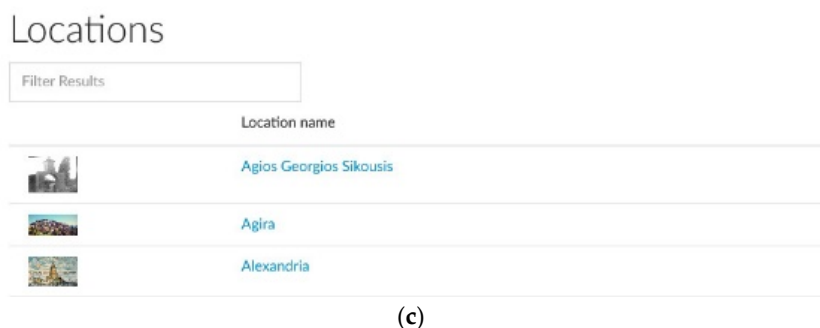 Locations
Filter Results
Location name
Agios Georgios Sikousis
Agira
Alexandria
(c)